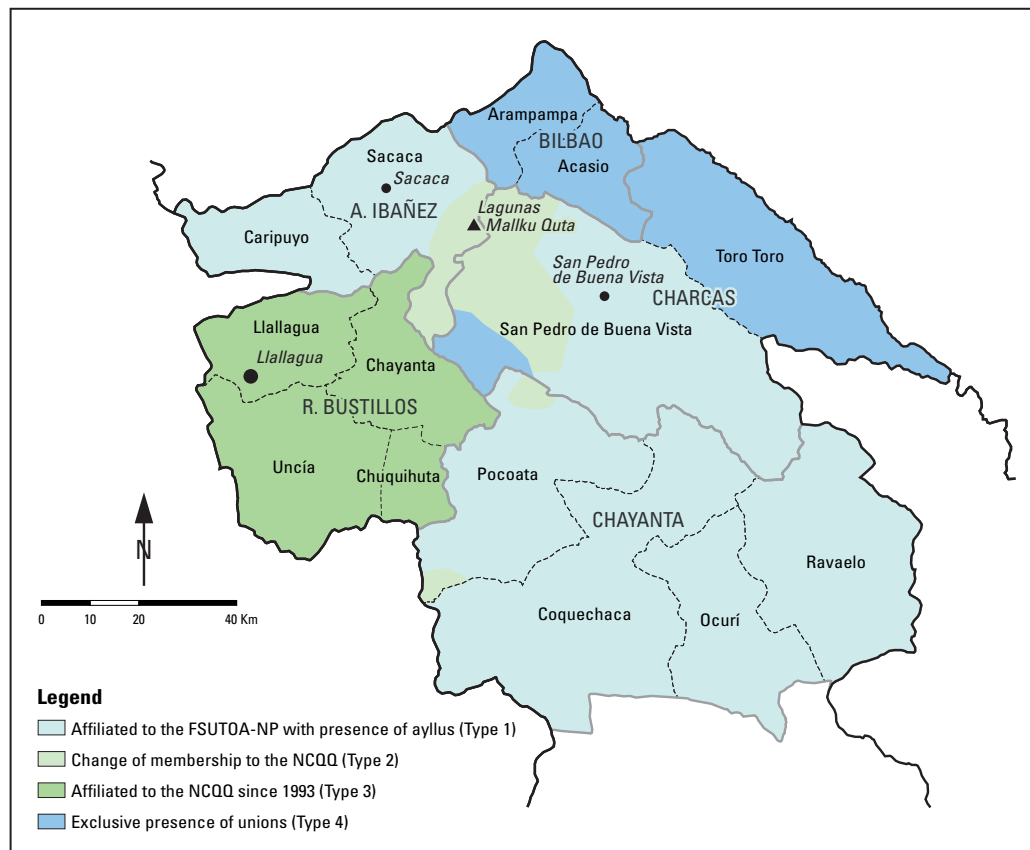 Arampampa
BILBAO
Acasio
Sacaca
Sacaca
A. IBAÑEZ
Lagunas
Mallku Quta
Caripuyo
Toro Toro
San Pedro
de Buena Vista
CHARCAS
Llallagua
San Pedro de Buena Vista
Llallagua
Chayanta
R. BUSTILLOS
Uncía
Chuquihuta
Pocoata
CHAYANTA
Ravaelo
Coquechaca
Ocurí
N
0 10 20 40 Km
Legend
Affiliated to the FSUTOA-NP with presence of ayllus (Type 1)
Change of membership to the NCQQ (Type 2)
Affiliated to the NCQQ since 1993 (Type 3)
Exclusive presence of unions (Type 4)